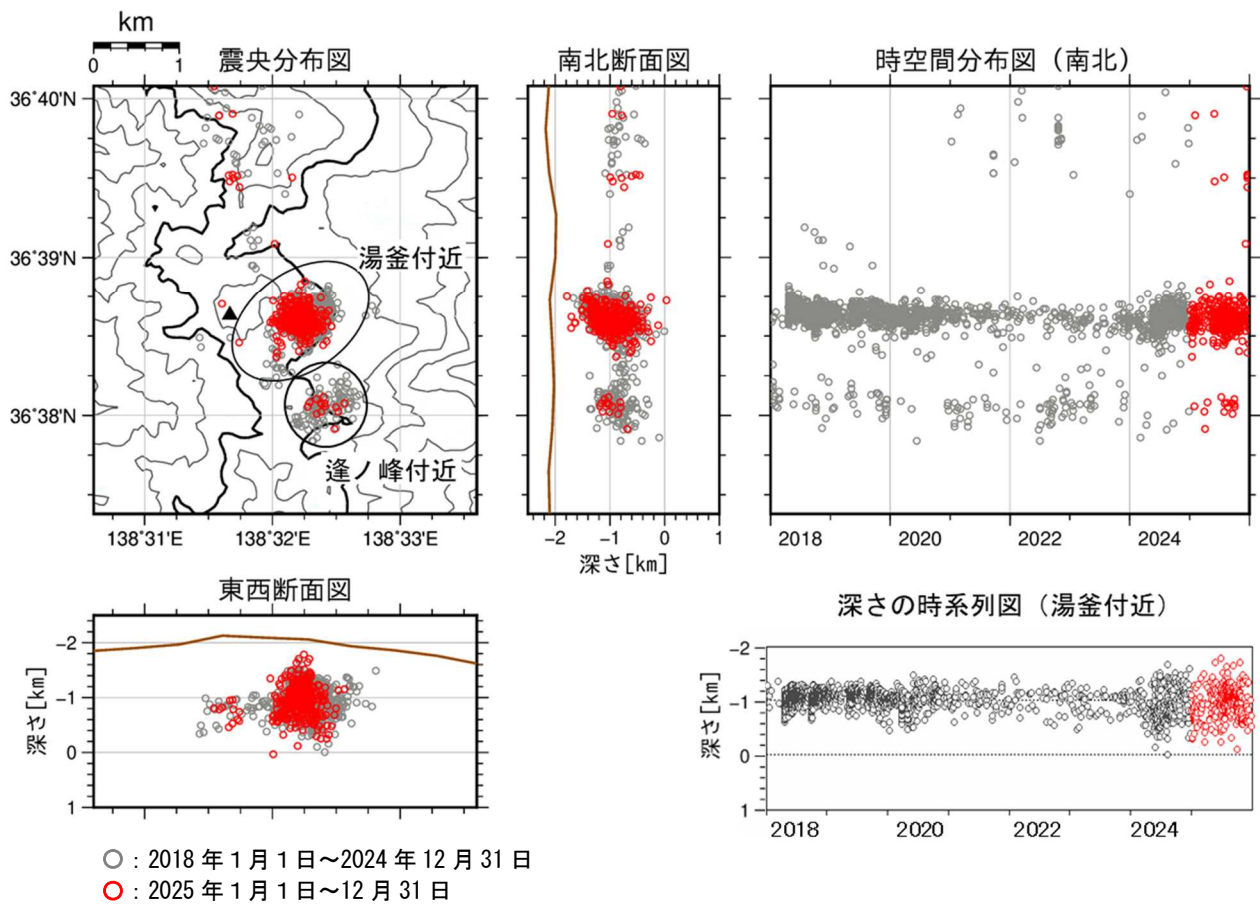 km
0 1
震央分布図
南北断面図
時空間分布図（南北）
36°40'N
36°39'N
36°38'N
湯釜付近
逢ノ峰付近
138°31'E 138°32'E 138°33'E
-2 -1 0 1
深さ[km]
2018 2020 2022 2024
東西断面図
深さ[km]
-2
-1
0
1
深さの時系列図（湯釜付近）
深さ[km]
-2
-1
0
1
2018 2020 2022 2024
○：2018 年１月１日～2024 年 12 月 31 日
○：2025 年１月１日～12 月 31 日